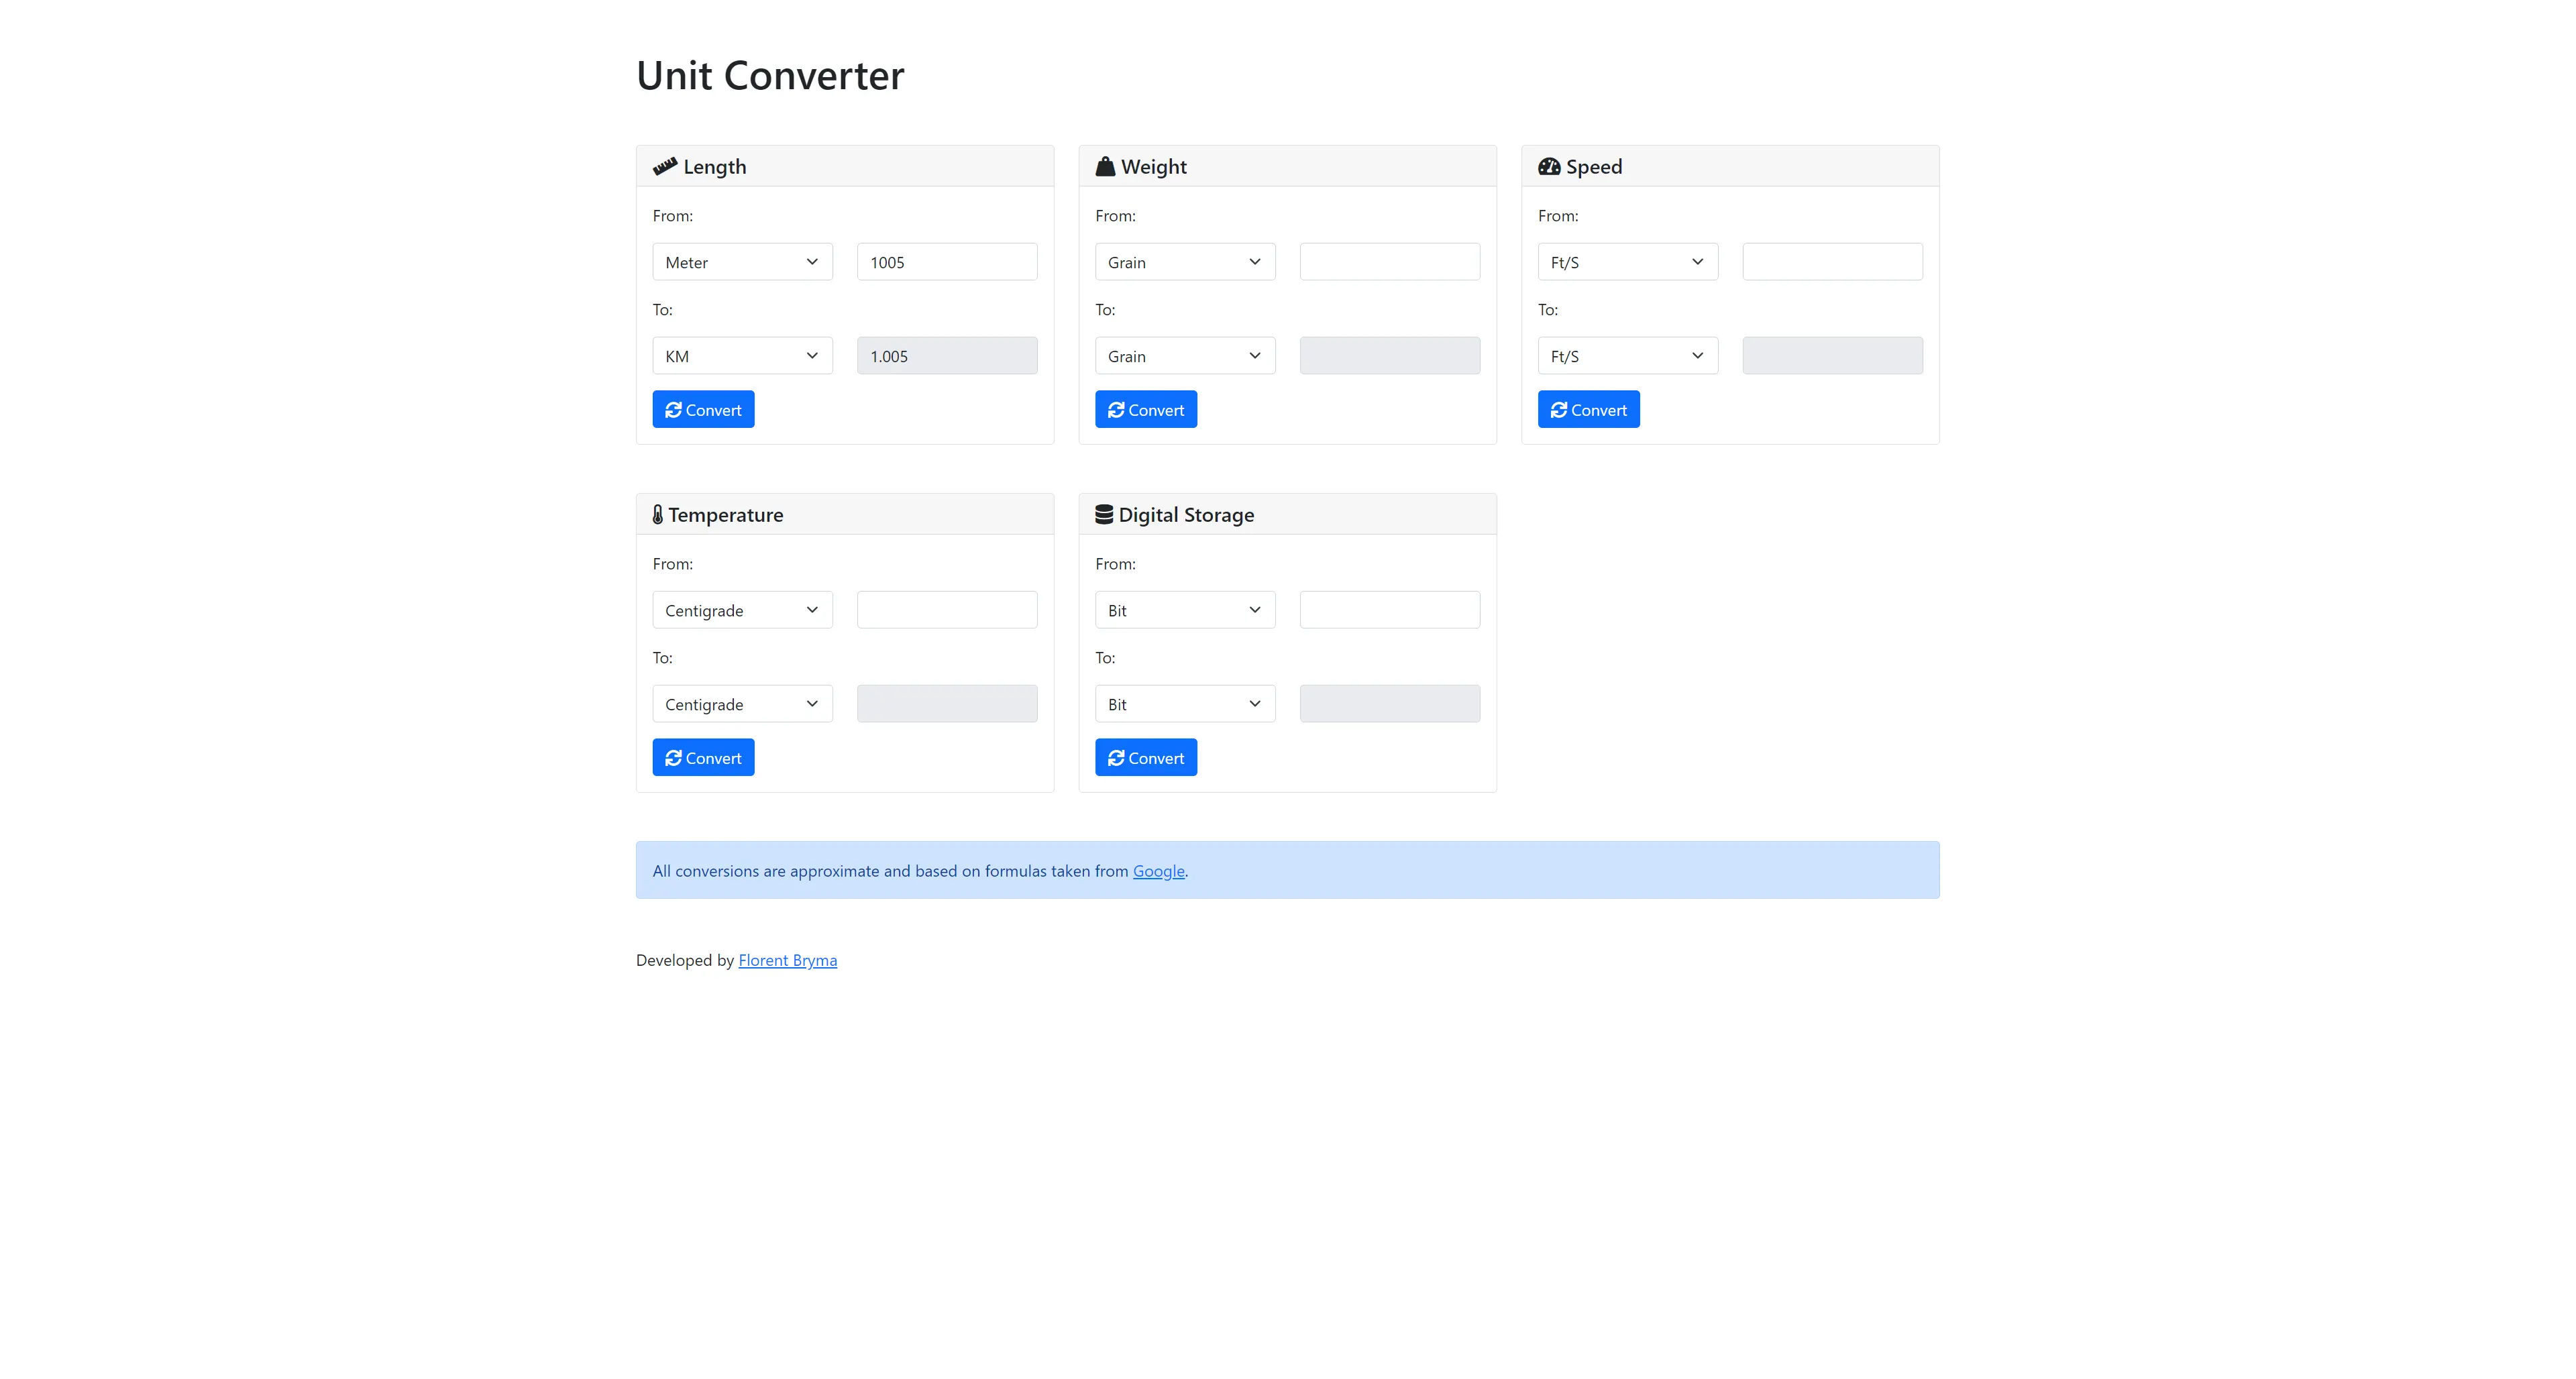 Unit Converter
Length
From:
Meter 1005
To:
KM 1.005
Convert
Weight
From:
Grain
To:
Grain
Convert
Speed
From:
Ft/S
To:
Ft/S
Convert
Temperature
From:
Centigrade
To:
Centigrade
Convert
Digital Storage
From:
Bit
To:
Bit
Convert
All conversions are approximate and based on formulas taken from Google.
Developed by Florent Bryma